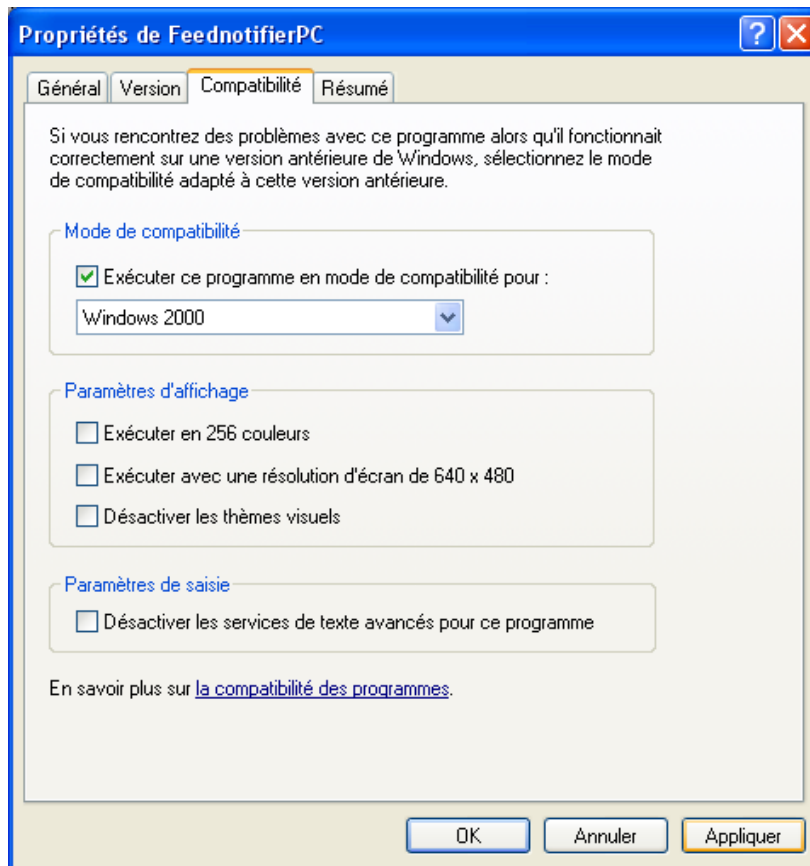 Propriétés de FeednotifierPC
?
Général Version Compatibilité Résumé
Si vous rencontrez des problèmes avec ce programme alors qu'il fonctionnait
correctement sur une version antérieure de Windows, sélectionnez le mode
de compatibilité adapté à cette version antérieure.
Mode de compatibilité
Exécuter ce programme en mode de compatibilité pour :
Windows 2000
Paramètres d'affichage
Exécuter en 256 couleurs
Exécuter avec une résolution d'écran de 640 x 480
Désactiver les thèmes visuels
Paramètres de saisie
Désactiver les services de texte avancés pour ce programme
En savoir plus sur la compatibilité des programmes.
OK Annuler Appliquer